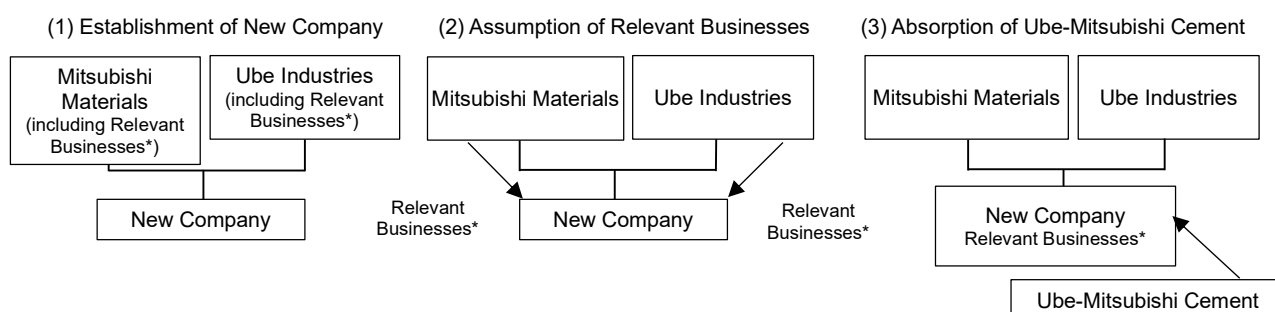 (1) Establishment of New Company
Mitsubishi
Materials
(including Relevant
Businesses*)
Ube Industries
(including Relevant
Businesses*)
New Company
(2) Assumption of Relevant Businesses
Mitsubishi Materials
Ube Industries
Relevant
Businesses*
New Company
Relevant
Businesses*
(3) Absorption of Ube-Mitsubishi Cement
Mitsubishi Materials
Ube Industries
New Company
Relevant Businesses*
Ube-Mitsubishi Cement